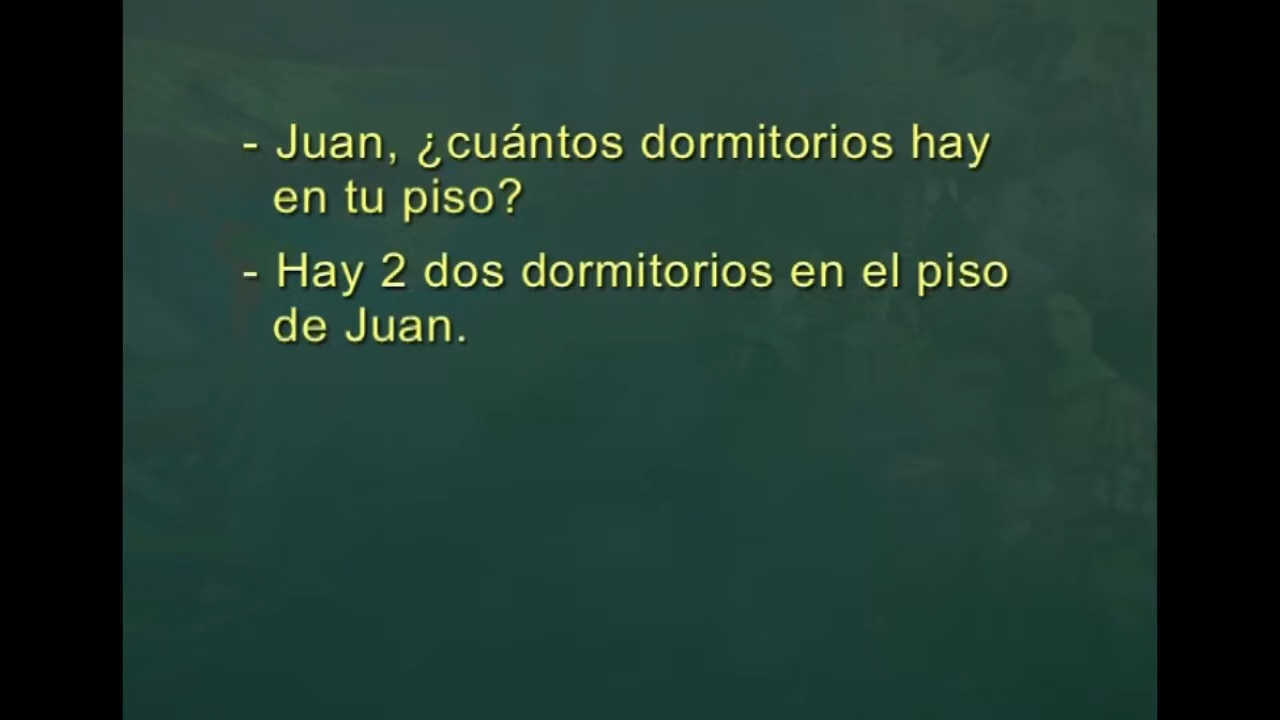 - Juan, ¿cuántos dormitorios hay
en tu piso?
- Hay 2 dos dormitorios en el piso
de Juan.